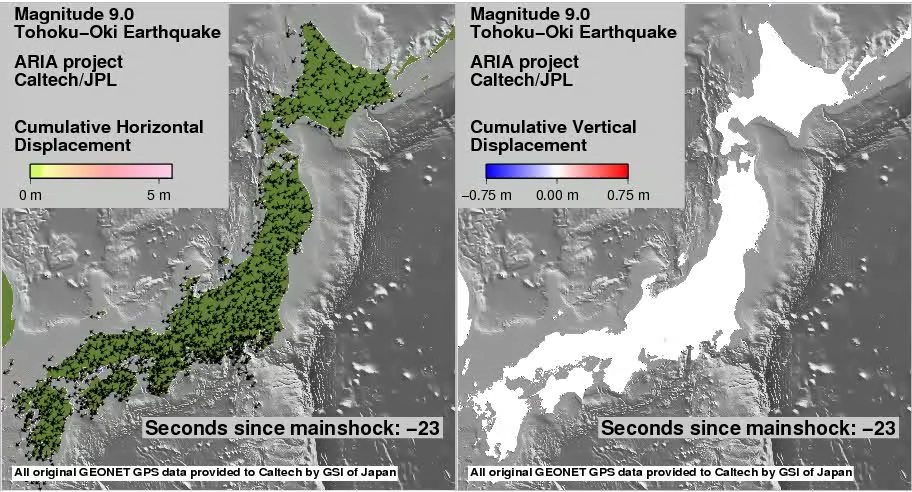 Magnitude 9.0
Tohoku−Oki Earthquake
ARIA project
Caltech/JPL
Cumulative Horizontal
Displacement
0 m 5 m
Seconds since mainshock: −23
All original GEONET GPS data provided to Caltech by GSI of Japan
Magnitude 9.0
Tohoku−Oki Earthquake
ARIA project
Caltech/JPL
Cumulative Vertical
Displacement
−0.75 m 0.00 m 0.75 m
Seconds since mainshock: −23
All original GEONET GPS data provided to Caltech by GSI of Japan